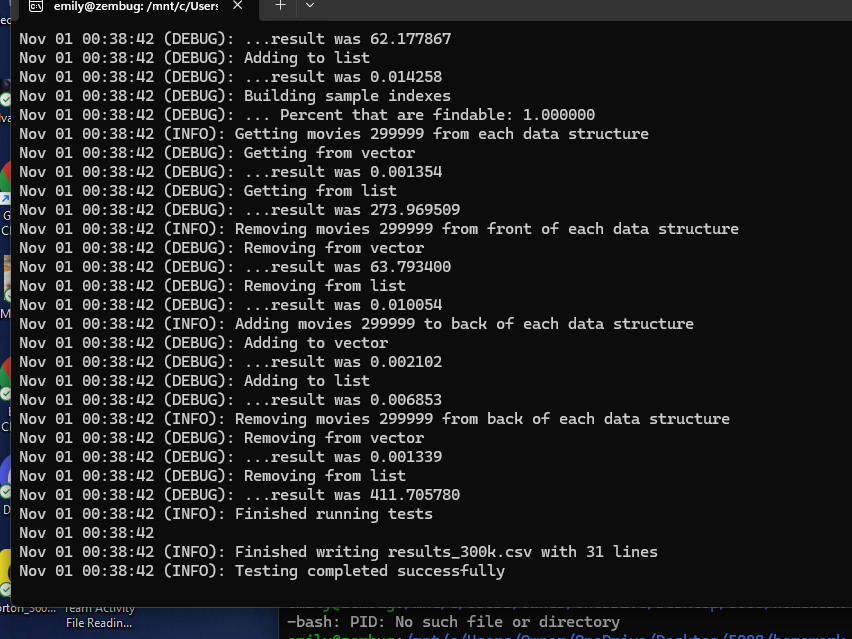 emily@zembug: /mnt/c/Users
Nov 01 00:38:42 (DEBUG): ...result was 62.177867
Nov 01 00:38:42 (DEBUG): Adding to list
Nov 01 00:38:42 (DEBUG): ...result was 0.014258
Nov 01 00:38:42 (DEBUG): Building sample indexes
Nov 01 00:38:42 (DEBUG): ... Percent that are findable: 1.000000
Nov 01 00:38:42 (INFO): Getting movies 299999 from each data structure
Nov 01 00:38:42 (DEBUG): Getting from vector
Nov 01 00:38:42 (DEBUG): ...result was 0.001354
Nov 01 00:38:42 (DEBUG): Getting from list
Nov 01 00:38:42 (DEBUG): ...result was 273.969509
Nov 01 00:38:42 (INFO): Removing movies 299999 from front of each data structure
Nov 01 00:38:42 (DEBUG): Removing from vector
Nov 01 00:38:42 (DEBUG): ...result was 63.793400
Nov 01 00:38:42 (DEBUG): Removing from list
Nov 01 00:38:42 (DEBUG): ...result was 0.010054
Nov 01 00:38:42 (INFO): Adding movies 299999 to back of each data structure
Nov 01 00:38:42 (DEBUG): Adding to vector
Nov 01 00:38:42 (DEBUG): ...result was 0.002102
Nov 01 00:38:42 (DEBUG): Adding to list
Nov 01 00:38:42 (DEBUG): ...result was 0.006853
Nov 01 00:38:42 (INFO): Removing movies 299999 from back of each data structure
Nov 01 00:38:42 (DEBUG): Removing from vector
Nov 01 00:38:42 (DEBUG): ...result was 0.001339
Nov 01 00:38:42 (DEBUG): Removing from list
Nov 01 00:38:42 (DEBUG): ...result was 411.705780
Nov 01 00:38:42 (INFO): Finished running tests
Nov 01 00:38:42
Nov 01 00:38:42 (INFO): Finished writing results_300k.csv with 31 lines
Nov 01 00:38:42 (INFO): Testing completed successfully
orton_300... Team Activity
File Readin...
-bash: PID: No such file or directory